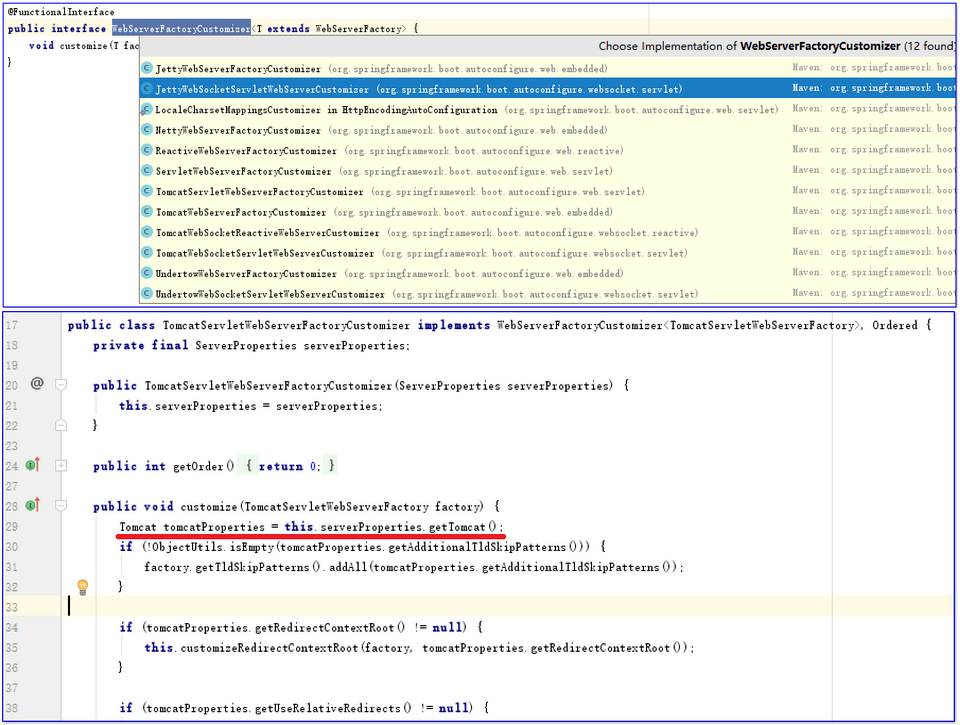 @FunctionalInterface
public interface WebServerFactoryCustomizer<T extends WebServerFactory> {
void customize(T fac
}
Choose Implementation of WebServerFactoryCustomizer (12 found)
JettyWebServerFactoryCustomizer (org.springframework.boot.autoconfigure.web.embedded) Maven: org.springframework.boot
JettyWebSocketServletWebServerCustomizer (org.springframework.boot.autoconfigure.websocket.servlet) Maven: org.springframework.boot
LocaleCharsetMappingsCustomizer in HttpEncodingAutoConfiguration (org.springframework.boot.autoconfigure.web.servlet) Maven: org.springframework.boot
NettyWebServerFactoryCustomizer (org.springframework.boot.autoconfigure.web.embedded) Maven: org.springframework.boot
ReactiveWebServerFactoryCustomizer (org.springframework.boot.autoconfigure.web.reactive) Maven: org.springframework.boot
ServletWebServerFactoryCustomizer (org.springframework.boot.autoconfigure.web.servlet) Maven: org.springframework.boot
TomcatServletWebServerFactoryCustomizer (org.springframework.boot.autoconfigure.web.servlet) Maven: org.springframework.boot
TomcatWebServerFactoryCustomizer (org.springframework.boot.autoconfigure.web.embedded) Maven: org.springframework.boot
TomcatWebSocketReactiveWebServerCustomizer (org.springframework.boot.autoconfigure.websocket.reactive) Maven: org.springframework.boot
TomcatWebSocketServletWebServerCustomizer (org.springframework.boot.autoconfigure.websocket.servlet) Maven: org.springframework.boot
UndertowWebServerFactoryCustomizer (org.springframework.boot.autoconfigure.web.embedded) Maven: org.springframework.boot
UndertowWebSocketServletWebServerCustomizer (org.springframework.boot.autoconfigure.websocket.servlet) Maven: org.springframework.boot
17 public class TomcatServletWebServerFactoryCustomizer implements WebServerFactoryCustomizer<TomcatServletWebServerFactory>, Ordered {
18 private final ServerProperties serverProperties;
19
20 @ public TomcatServletWebServerFactoryCustomizer(ServerProperties serverProperties) {
21 this.serverProperties = serverProperties;
22 }
23
24 public int getOrder() { return 0; }
27
28 public void customize(TomcatServletWebServerFactory factory) {
29 Tomcat tomcatProperties = this.serverProperties.getTomcat();
30 if (!ObjectUtils.isEmpty(tomcatProperties.getAdditionalTldSkipPatterns())) {
31 factory.getTldSkipPatterns().addAll(tomcatProperties.getAdditionalTldSkipPatterns());
32 }
33
34 if (tomcatProperties.getRedirectContextRoot() != null) {
35 this.customizeRedirectContextRoot(factory, tomcatProperties.getRedirectContextRoot());
36 }
37
38 if (tomcatProperties.getUseRelativeRedirects() != null) {